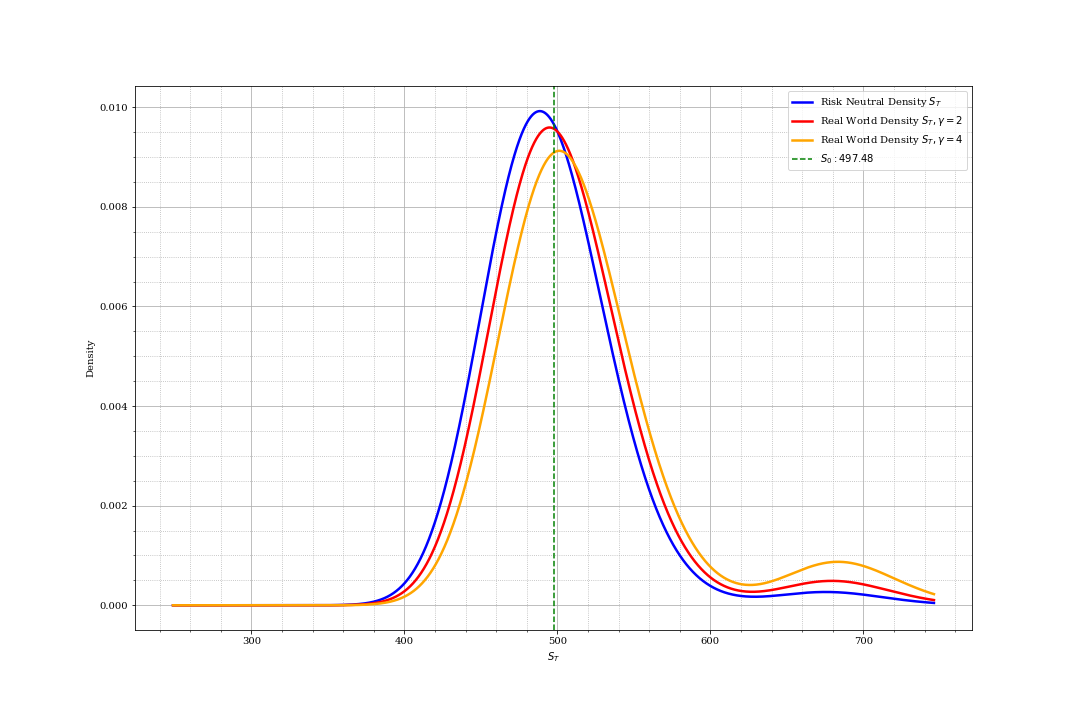 Risk Neutral Density $S_T$
Real World Density $S_T, γ = 2$
Real World Density $S_T, γ = 4$
$S_0 : 497.48$
0.010
0.008
0.006
0.004
0.002
0.000
Density
300 400 500 600 700
$S_T$